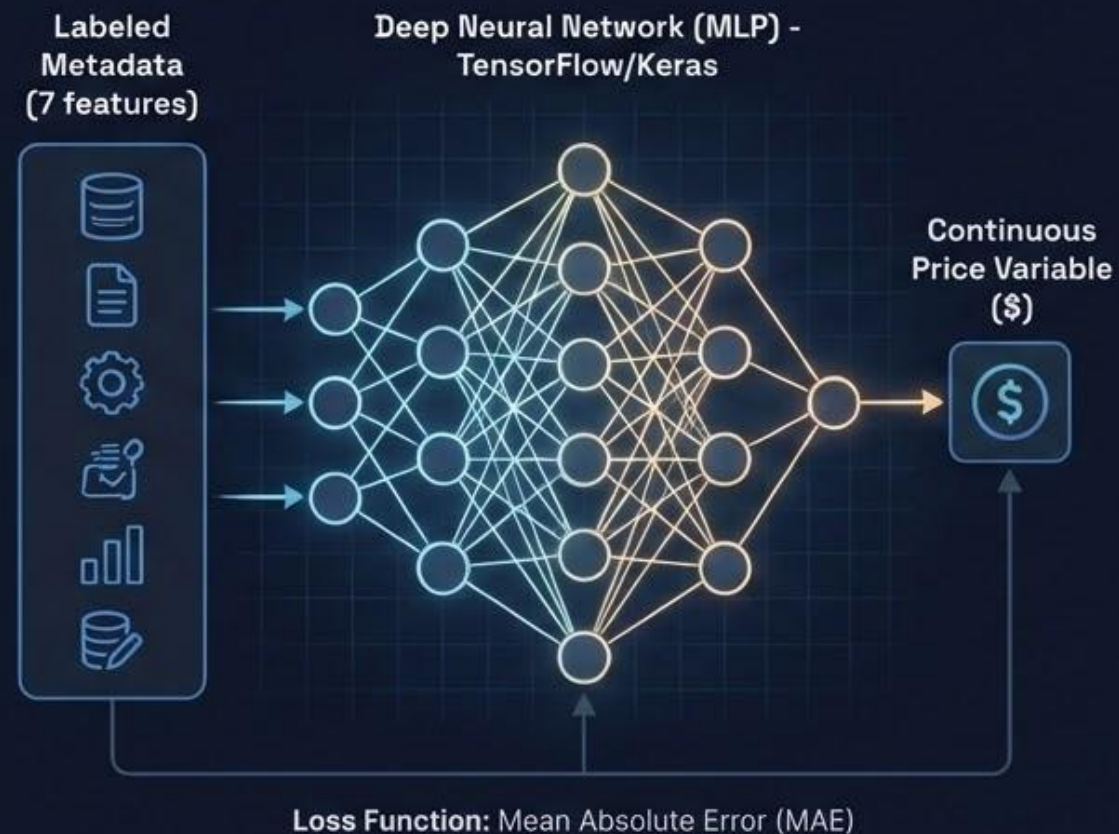 Labeled
Metadata
(7 features)
Deep Neural Network (MLP) -
TensorFlow/Keras
Continuous
Price Variable
($)
$
Loss Function: Mean Absolute Error (MAE)